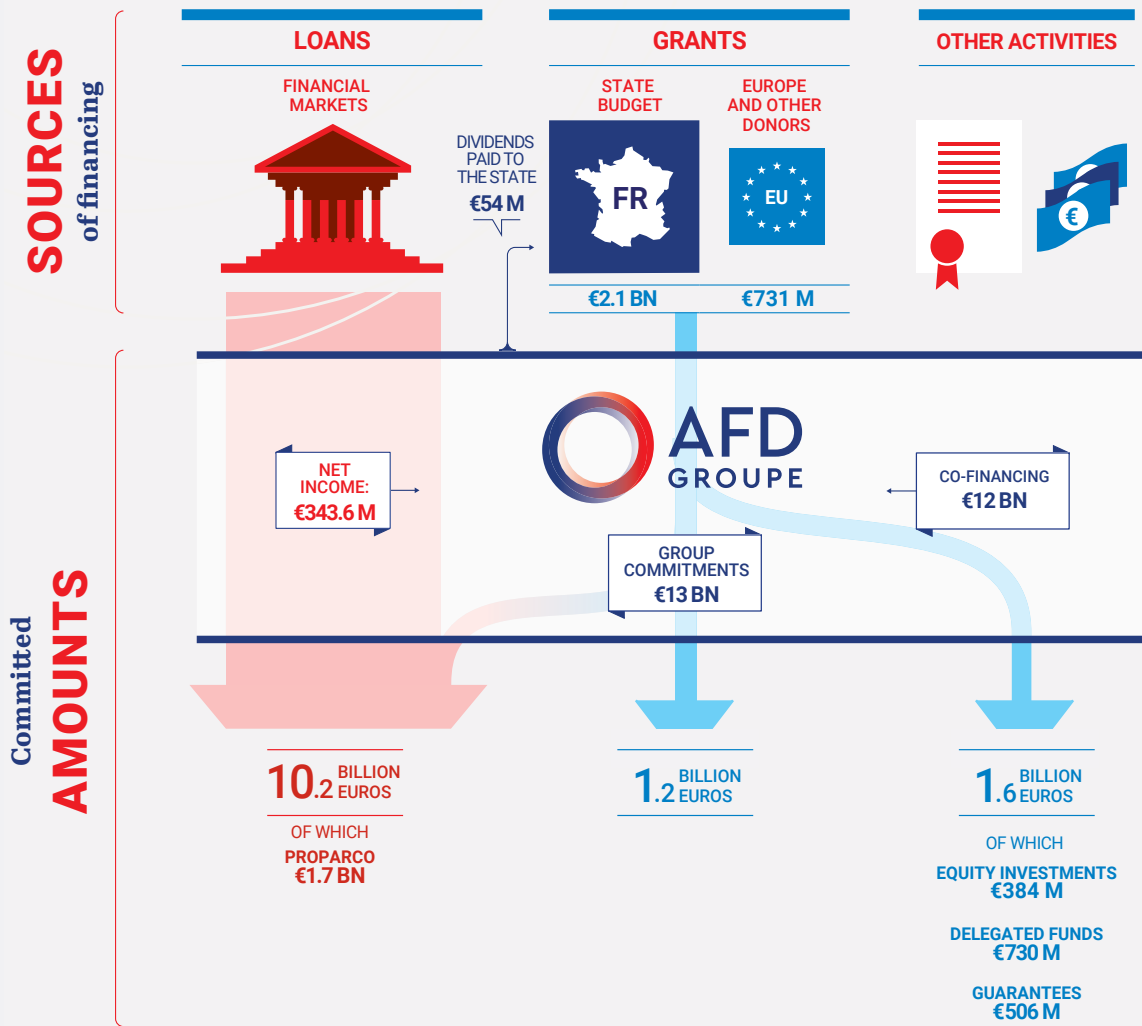 SOURCES
of financing
LOANS
GRANTS
OTHER ACTIVITIES
FINANCIAL
MARKETS
STATE
BUDGET
EUROPE
AND OTHER
DONORS
DIVIDENDS
PAID TO
THE STATE
€54 M
FR
EU
€
€2.1 BN
€731 M
AFD
GROUPE
NET
INCOME:
€343.6 M
CO-FINANCING
€12 BN
GROUP
COMMITMENTS
€13 BN
Committed
AMOUNTS
10.2 BILLION
EUROS
OF WHICH
PROPARCO
€1.7 BN
1.2 BILLION
EUROS
1.6 BILLION
EUROS
OF WHICH
EQUITY INVESTMENTS
€384 M
DELEGATED FUNDS
€730 M
GUARANTEES
€506 M